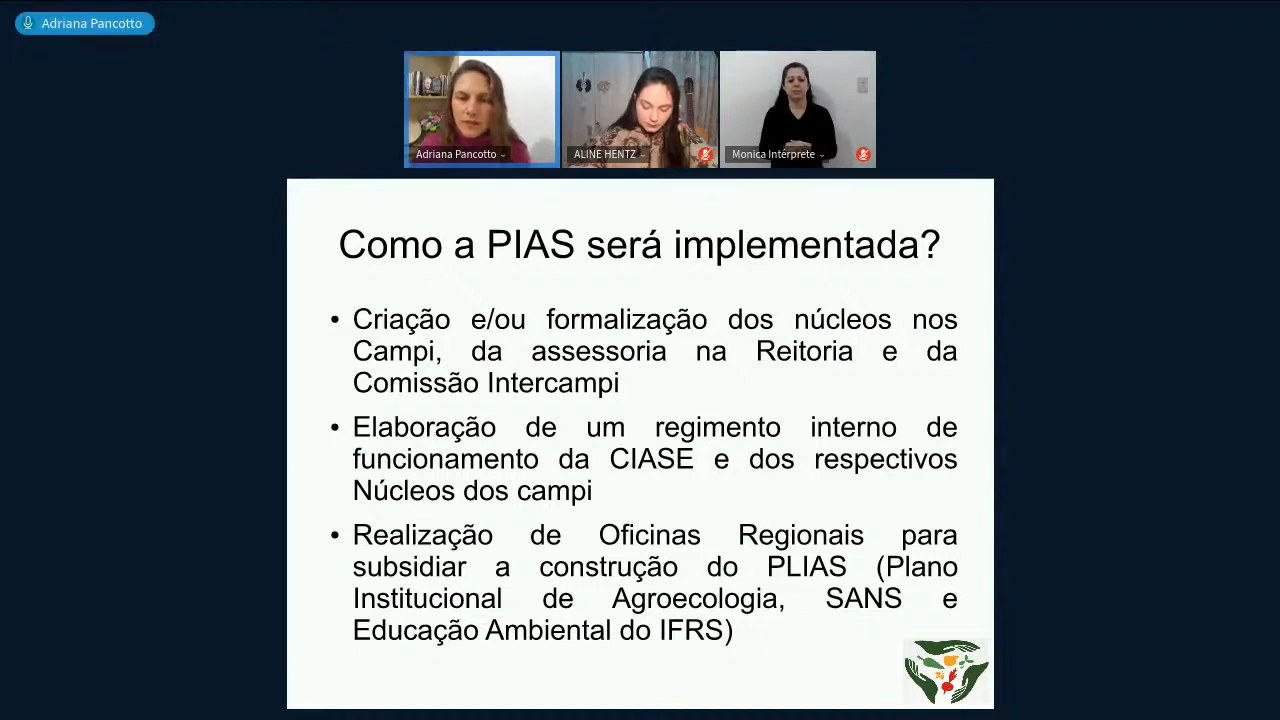 Adriana Pancotto
Adriana Pancotto
ALINE HENTZ
Monica Intérprete
Como a PIAS será implementada?
• Criação e/ou formalização dos núcleos nos
Campi, da assessoria na Reitoria e da
Comissão Intercampi
• Elaboração de um regimento interno de
funcionamento da CIASE e dos respectivos
Núcleos dos campi
• Realização de Oficinas Regionais para
subsidiar a construção do PLIAS (Plano
Institucional de Agroecologia, SANS e
Educação Ambiental do IFRS)